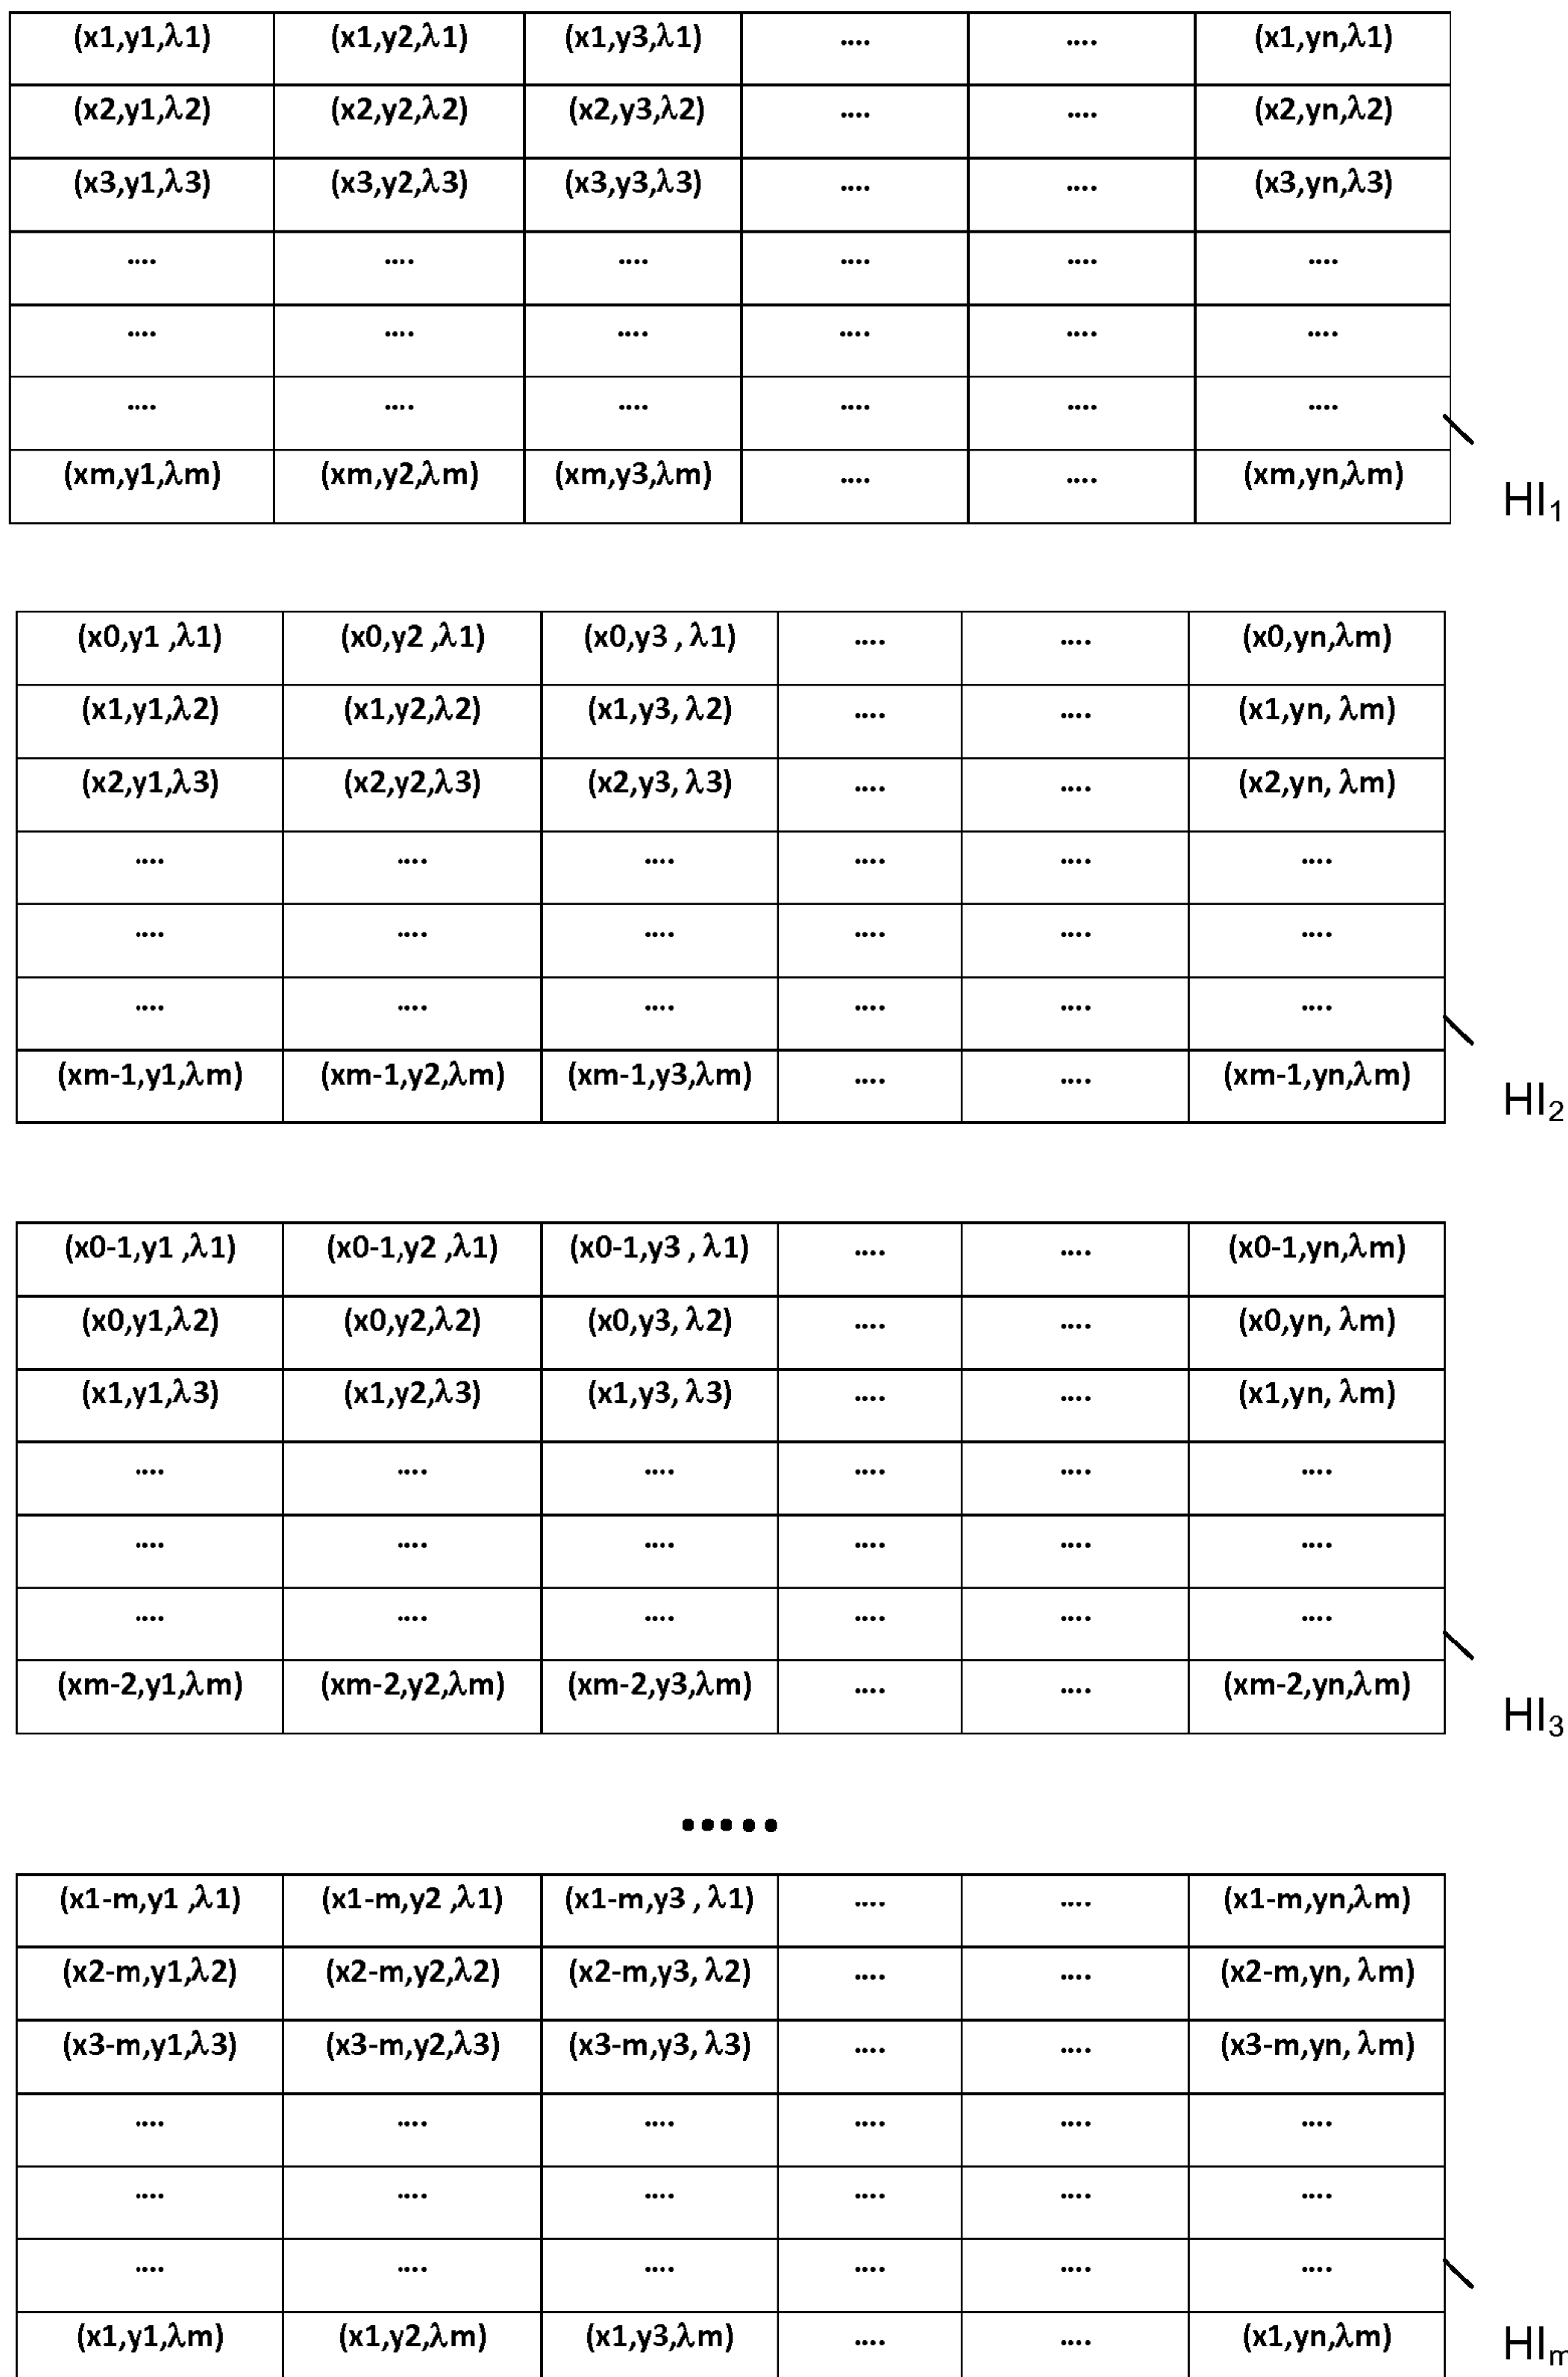 (x1,y1,λ1) (x1,y2,λ1) (x1,y3,λ1) .... .... (x1,yn,λ1)
(x2,y1,λ2) (x2,y2,λ2) (x2,y3,λ2) .... .... (x2,yn,λ2)
(x3,y1,λ3) (x3,y2,λ3) (x3,y3,λ3) .... .... (x3,yn,λ3)
.... .... .... .... .... ....
.... .... .... .... .... ....
.... .... .... .... .... ....
(xm,y1,λm) (xm,y2,λm) (xm,y3,λm) .... .... (xm,yn,λm)
HI1
(x0,y1 ,λ1) (x0,y2 ,λ1) (x0,y3 , λ1) .... .... (x0,yn,λm)
(x1,y1,λ2) (x1,y2,λ2) (x1,y3, λ2) .... .... (x1,yn, λm)
(x2,y1,λ3) (x2,y2,λ3) (x2,y3, λ3) .... .... (x2,yn, λm)
.... .... .... .... .... ....
.... .... .... .... .... ....
.... .... .... .... .... ....
(xm-1,y1,λm) (xm-1,y2,λm) (xm-1,y3,λm) .... .... (xm-1,yn,λm)
HI2
(x0-1,y1 ,λ1) (x0-1,y2 ,λ1) (x0-1,y3 , λ1) .... .... (x0-1,yn,λm)
(x0,y1,λ2) (x0,y2,λ2) (x0,y3, λ2) .... .... (x0,yn, λm)
(x1,y1,λ3) (x1,y2,λ3) (x1,y3, λ3) .... .... (x1,yn, λm)
.... .... .... .... .... ....
.... .... .... .... .... ....
.... .... .... .... .... ....
(xm-2,y1,λm) (xm-2,y2,λm) (xm-2,y3,λm) .... .... (xm-2,yn,λm)
HI3
.....
(x1-m,y1 ,λ1) (x1-m,y2 ,λ1) (x1-m,y3 , λ1) .... .... (x1-m,yn,λm)
(x2-m,y1,λ2) (x2-m,y2,λ2) (x2-m,y3, λ2) .... .... (x2-m,yn, λm)
(x3-m,y1,λ3) (x3-m,y2,λ3) (x3-m,y3, λ3) .... .... (x3-m,yn, λm)
.... .... .... .... .... ....
.... .... .... .... .... ....
.... .... .... .... .... ....
(x1,y1,λm) (x1,y2,λm) (x1,y3,λm) .... .... (x1,yn,λm)
HIm